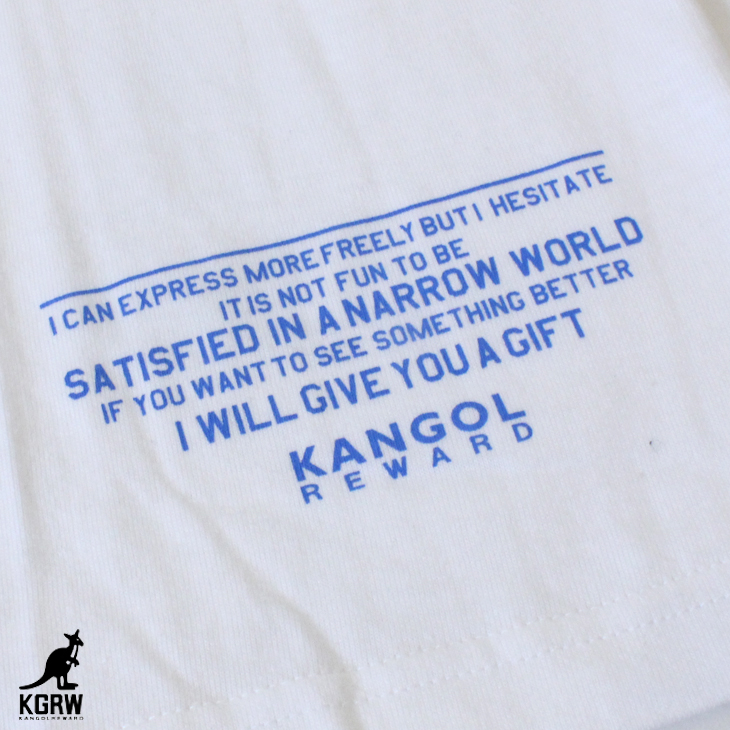 I CAN EXPRESS MORE FREELY BUT I HESITATE
IT IS NOT FUN TO BE
SATISFIED IN A NARROW WORLD
IF YOU WANT TO SEE SOMETHING BETTER
I WILL GIVE YOU A GIFT
KANGOL
REWARD
KGRW
KANGOLREWARD